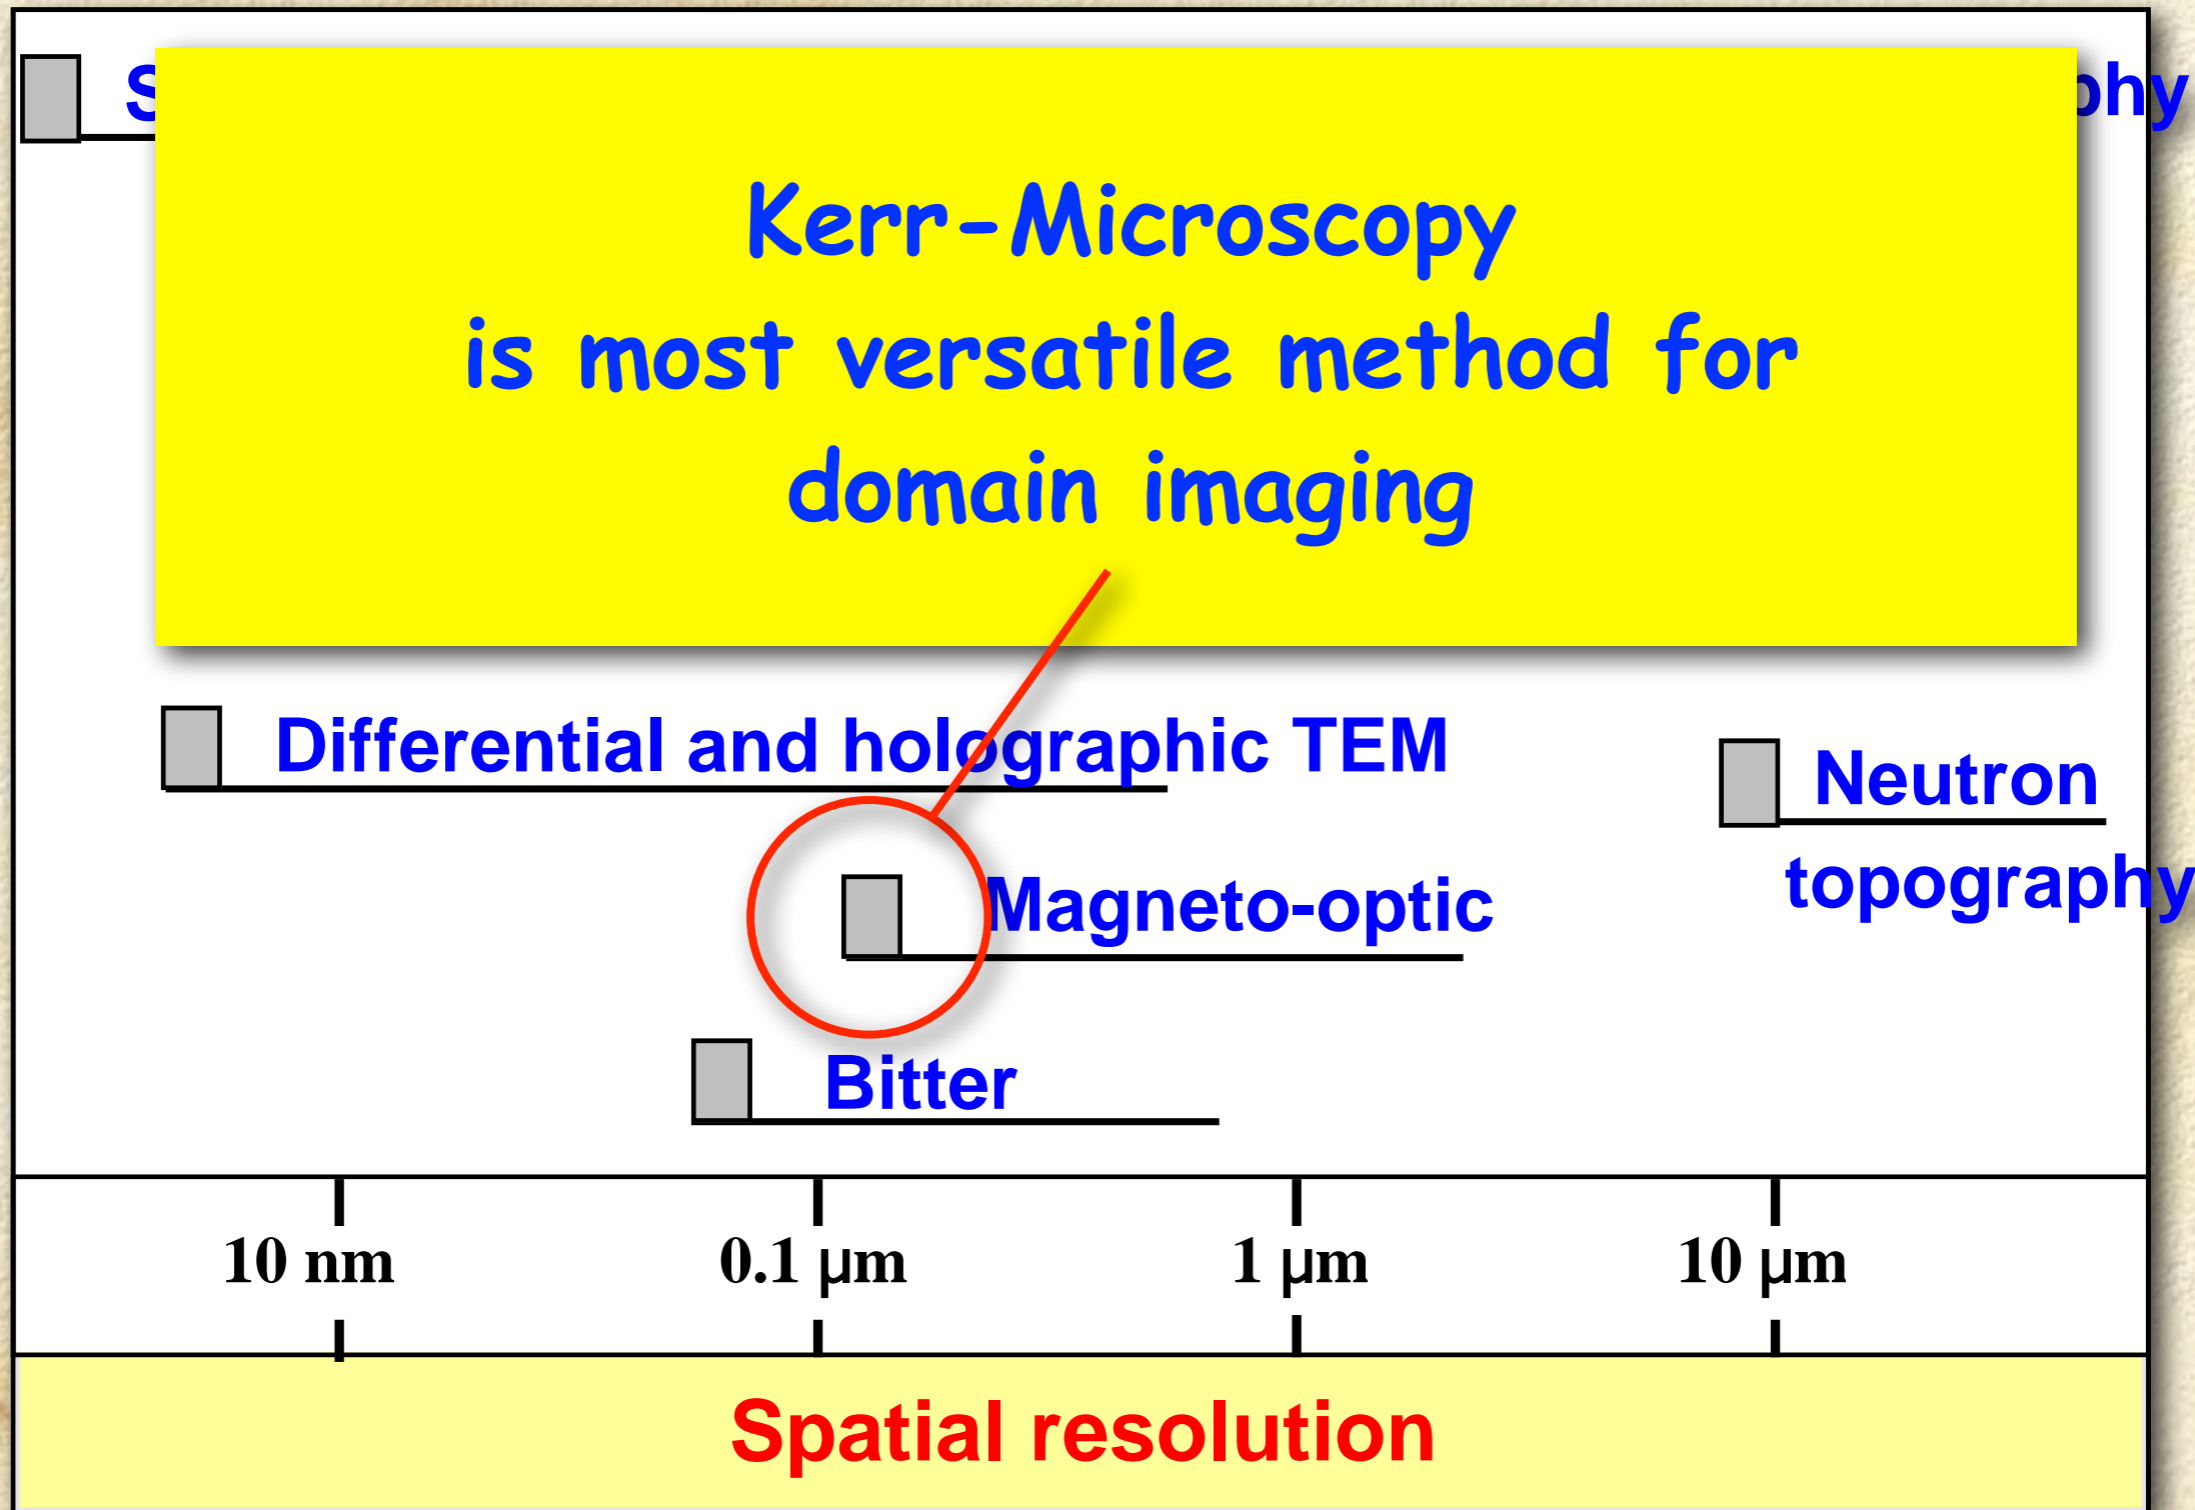 Kerr-Microscopy
is most versatile method for
domain imaging
Differential and holographic TEM
Neutron
topography
Magneto-optic
Bitter
10 nm
0.1 µm
1 µm
10 µm
Spatial resolution